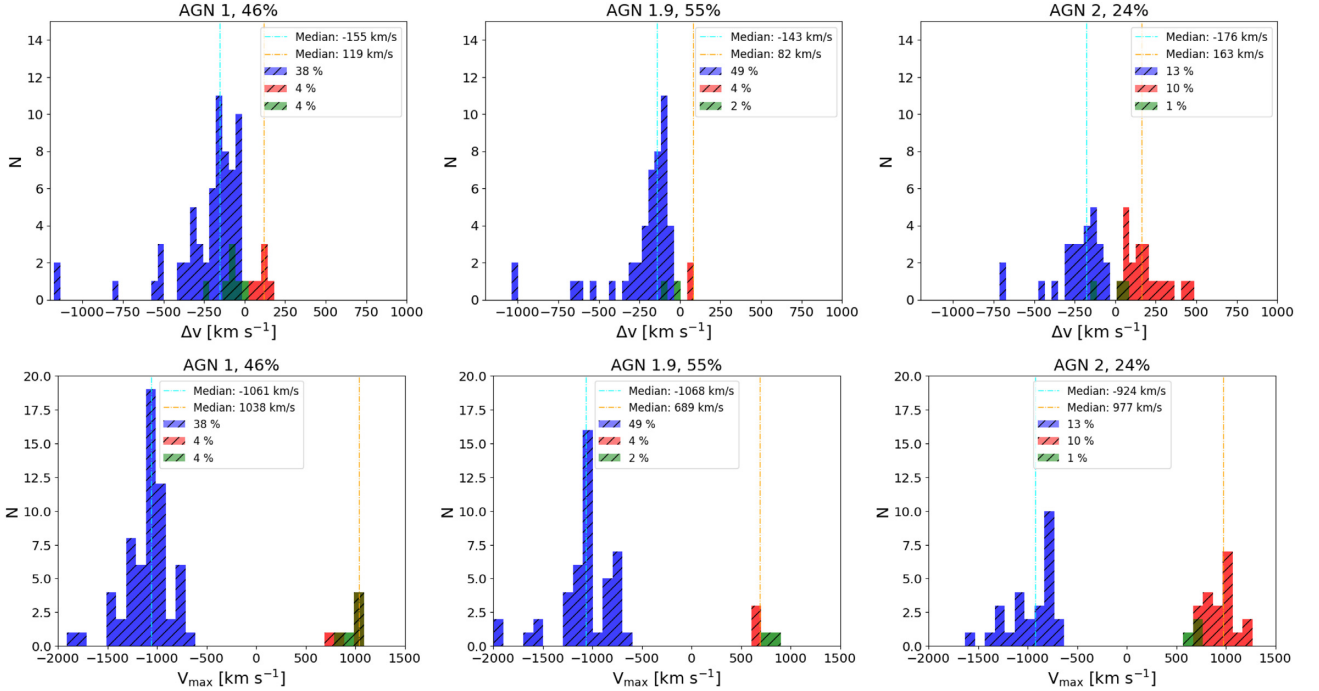 AGN 1, 46%
Median: -155 km/s
Median: 119 km/s
38 %
4 %
4 %
14
12
10
8
6
4
2
0
N
−1000 −750 −500 −250 0 250 500 750 1000
Δv [km s⁻¹]
AGN 1.9, 55%
Median: -143 km/s
Median: 82 km/s
49 %
4 %
2 %
14
12
10
8
6
4
2
0
N
−1000 −750 −500 −250 0 250 500 750 1000
Δv [km s⁻¹]
AGN 2, 24%
Median: -176 km/s
Median: 163 km/s
13 %
10 %
1 %
14
12
10
8
6
4
2
0
N
−1000 −750 −500 −250 0 250 500 750 1000
Δv [km s⁻¹]
AGN 1, 46%
Median: -1061 km/s
Median: 1038 km/s
38 %
4 %
4 %
20.0
17.5
15.0
12.5
10.0
7.5
5.0
2.5
0.0
N
−2000 −1500 −1000 −500 0 500 1000 1500
Vmax [km s⁻¹]
AGN 1.9, 55%
Median: -1068 km/s
Median: 689 km/s
49 %
4 %
2 %
20.0
17.5
15.0
12.5
10.0
7.5
5.0
2.5
0.0
N
−2000 −1500 −1000 −500 0 500 1000 1500
Vmax [km s⁻¹]
AGN 2, 24%
Median: -924 km/s
Median: 977 km/s
13 %
10 %
1 %
20.0
17.5
15.0
12.5
10.0
7.5
5.0
2.5
0.0
N
−2000 −1500 −1000 −500 0 500 1000 1500
Vmax [km s⁻¹]